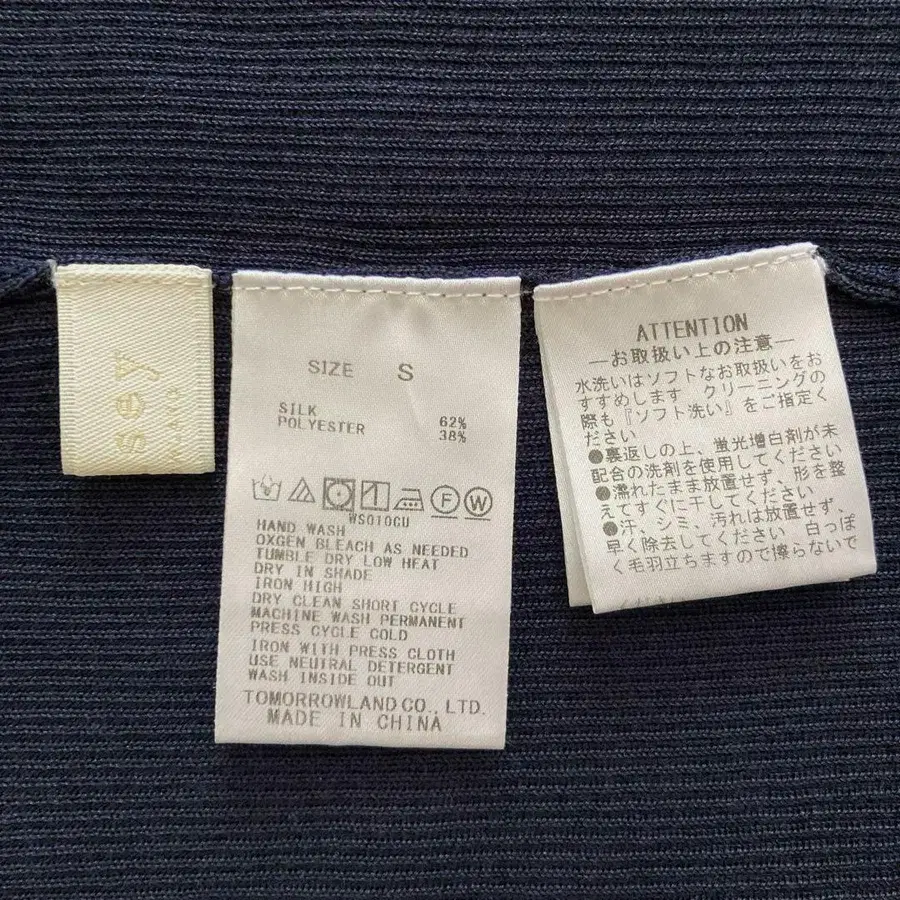 sey
SIZE S
SILK 62%
POLYESTER 38%
F W
WS010CU
HAND WASH
OXGEN BLEACH AS NEEDED
TUMBLE DRY LOW HEAT
DRY IN SHADE
IRON HIGH
DRY CLEAN SHORT CYCLE
MACHINE WASH PERMANENT
PRESS CYCLE COLD
IRON WITH PRESS CLOTH
USE NEUTRAL DETERGENT
WASH INSIDE OUT
TOMORROWLAND CO., LTD.
MADE IN CHINA
ATTENTION
―お取扱い上の注意―
水洗いはソフトなお取扱いをお
すすめします クリーニングの
際も『ソフト洗い』をご指定く
ださい
●裏返しの上、蛍光増白剤が未
配合の洗剤を使用してください
●濡れたまま放置せず、形を整
えてすぐに干してください
●汗、シミ、汚れは放置せず、
早く除去してください 白っぽ
く毛羽立ちますので擦らないで